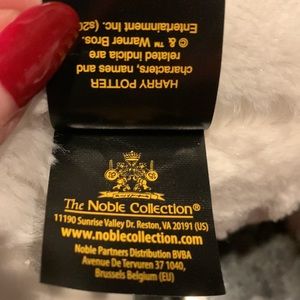 HARRY POTTER
characters, names and
related indicia are
© & ™ Warner Bros.
Entertainment Inc. (s20
The Noble Collection®
11190 Sunrise Valley Dr. Reston, VA 20191 (US)
www.noblecollection.com
Noble Partners Distribution BVBA
Avenue De Tervuren 37 1040,
Brussels Belgium (EU)